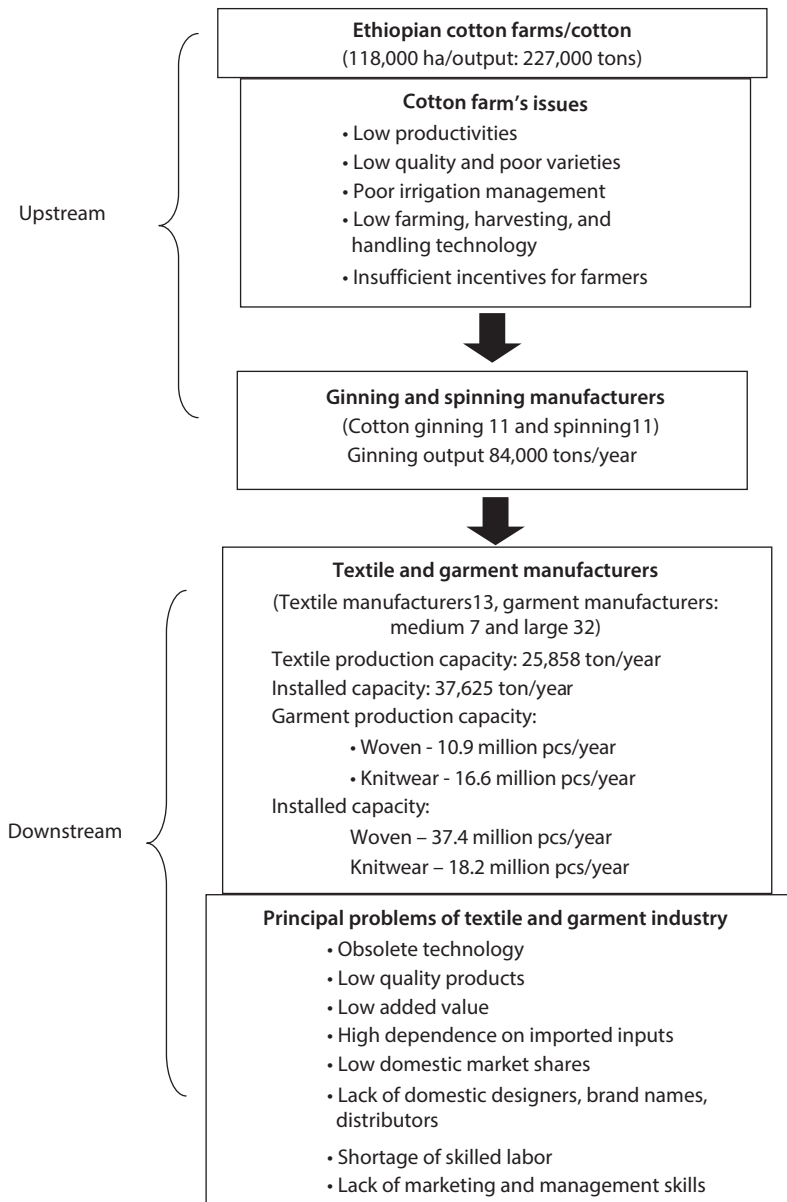 Ethiopian cotton farms/cotton
(118,000 ha/output: 227,000 tons)
Cotton farm's issues
• Low productivities
• Low quality and poor varieties
• Poor irrigation management
• Low farming, harvesting, and
handling technology
• Insufficient incentives for farmers
Upstream
Ginning and spinning manufacturers
(Cotton ginning 11 and spinning11)
Ginning output 84,000 tons/year
Textile and garment manufacturers
(Textile manufacturers13, garment manufacturers:
medium 7 and large 32)
Textile production capacity: 25,858 ton/year
Installed capacity: 37,625 ton/year
Garment production capacity:
• Woven - 10.9 million pcs/year
• Knitwear - 16.6 million pcs/year
Installed capacity:
Woven – 37.4 million pcs/year
Knitwear – 18.2 million pcs/year
Downstream
Principal problems of textile and garment industry
• Obsolete technology
• Low quality products
• Low added value
• High dependence on imported inputs
• Low domestic market shares
• Lack of domestic designers, brand names,
distributors
• Shortage of skilled labor
• Lack of marketing and management skills